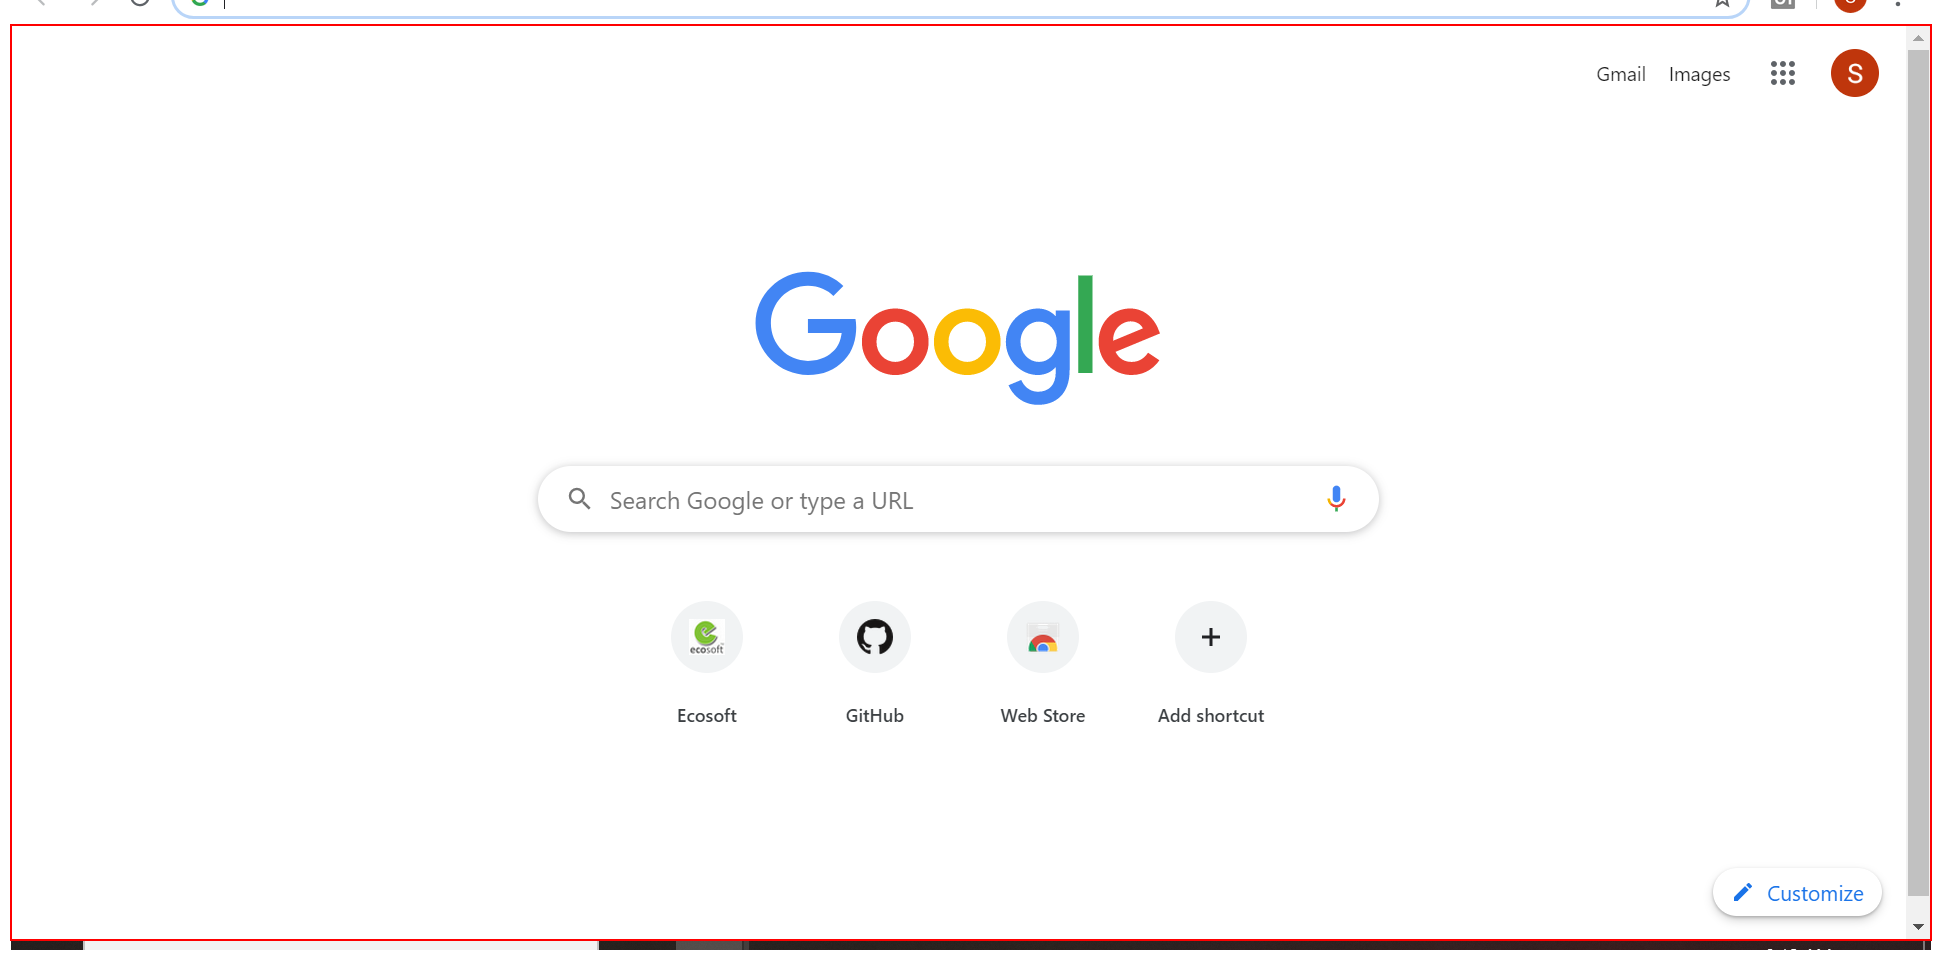 Gmail Images
S
Google
Search Google or type a URL
ecosoft
Ecosoft GitHub Web Store Add shortcut
Customize